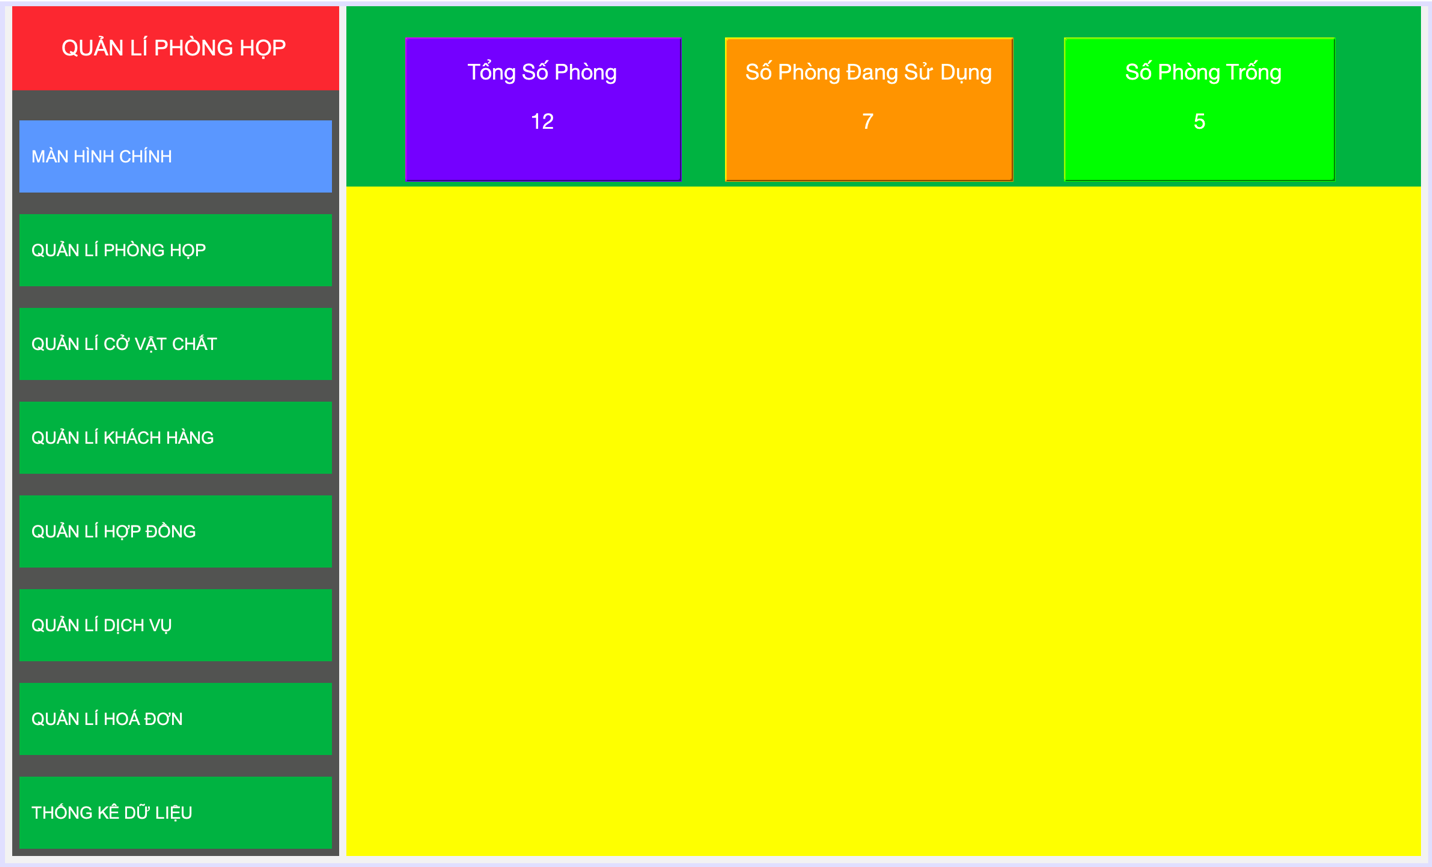 QUẢN LÍ PHÒNG HỌP
MÀN HÌNH CHÍNH
QUẢN LÍ PHÒNG HỌP
QUẢN LÍ CỞ VẬT CHẤT
QUẢN LÍ KHÁCH HÀNG
QUẢN LÍ HỢP ĐỒNG
QUẢN LÍ DỊCH VỤ
QUẢN LÍ HOÁ ĐƠN
THỐNG KÊ DỮ LIỆU
Tổng Số Phòng
12
Số Phòng Đang Sử Dụng
7
Số Phòng Trống
5